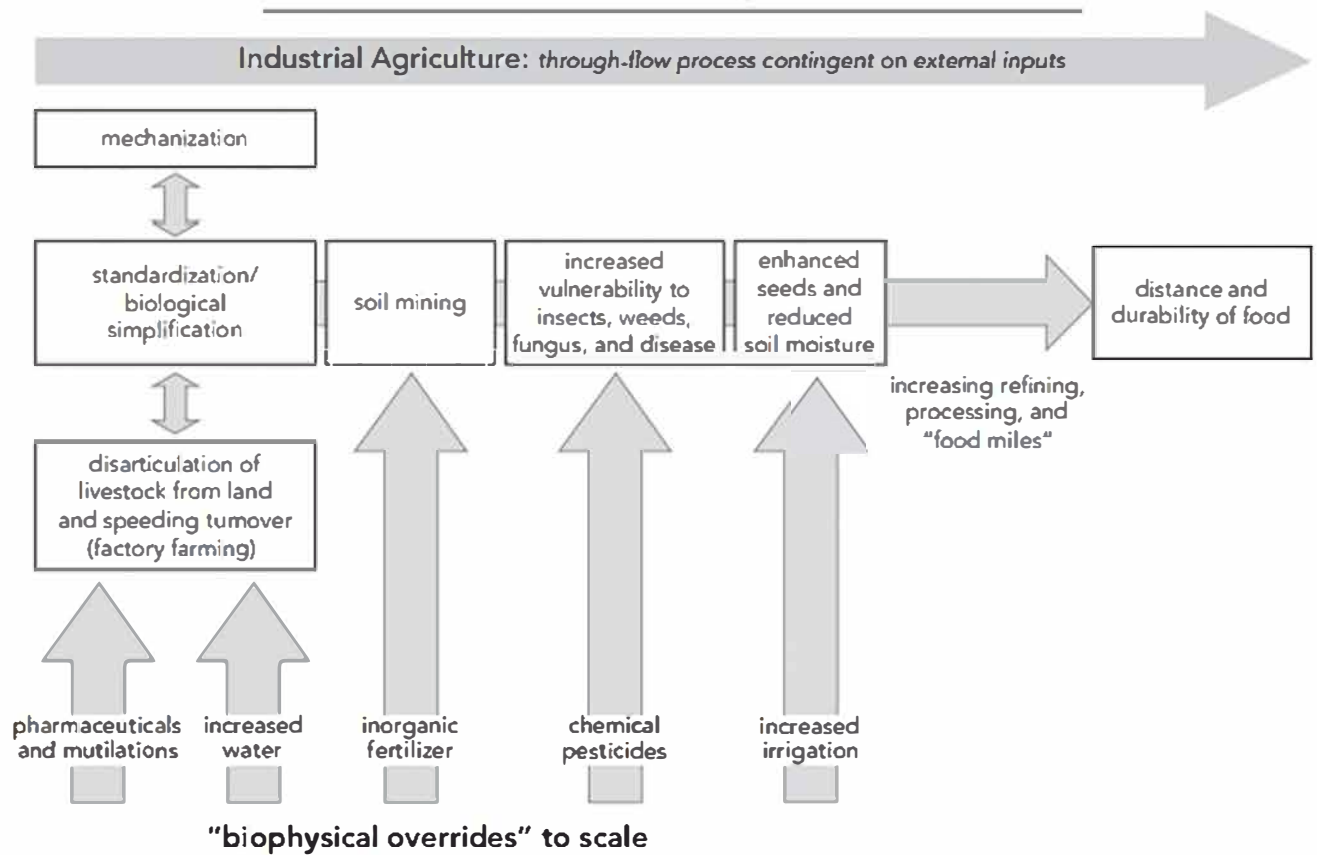 Industrial Agriculture: through-flow process contingent on external inputs
mechanization
standardization/
biological
simplification
soil mining
increased
vulnerability to
insects, weeds,
fungus, and disease
enhanced
seeds and
reduced
soil moisture
distance and
durability of food
increasing refining,
processing, and
"food miles"
disarticulation of
livestock from land
and speeding turnover
(factory farming)
pharmaceuticals
and mutilations
increased
water
inorganic
fertilizer
chemical
pesticides
increased
irrigation
"biophysical overrides" to scale